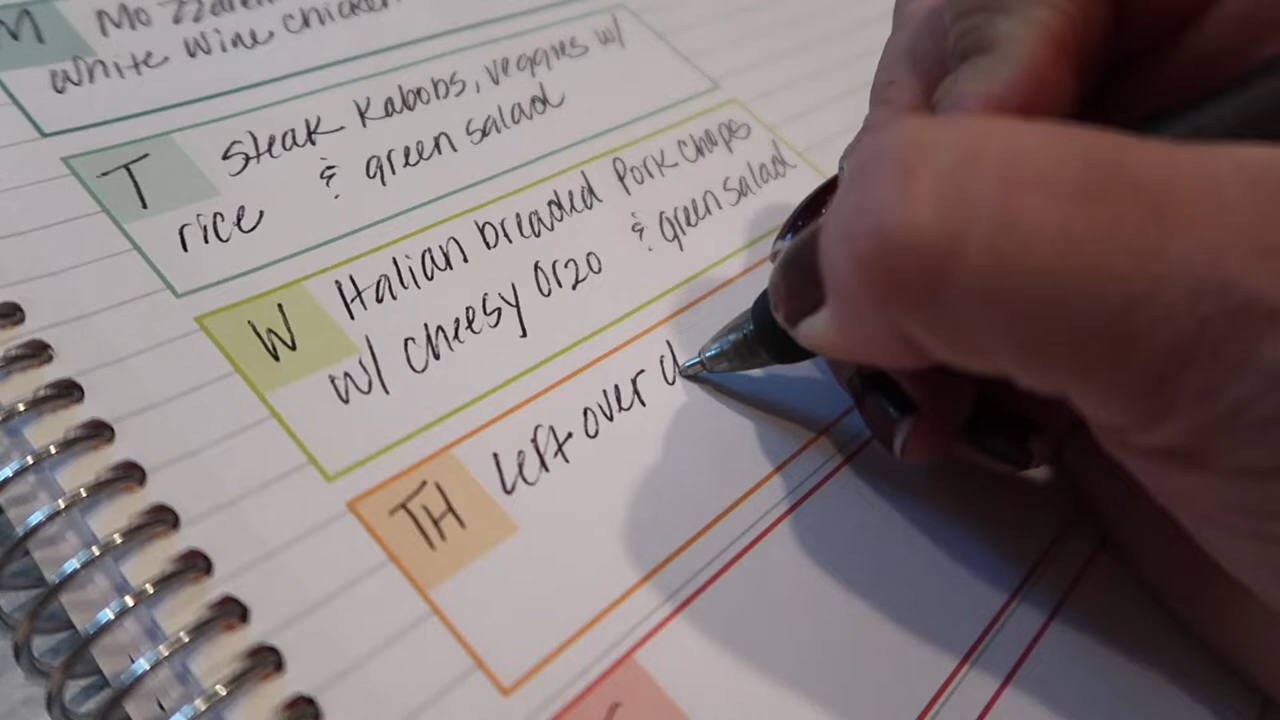 M Mozzarella
white wine chicken
T steak kabobs, veggies w/
rice & green salad
W Italian breaded Pork chops
w/ cheesy Orzo & green salad
TH Left over d